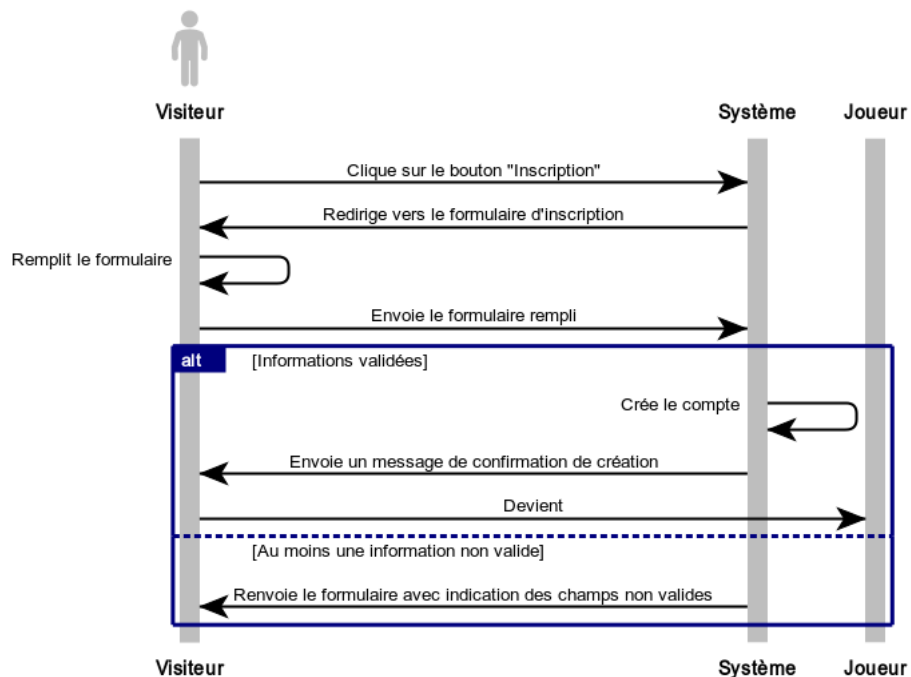 Visiteur Système Joueur
Clique sur le bouton "Inscription"
Redirige vers le formulaire d'inscription
Remplit le formulaire
Envoie le formulaire rempli
alt [Informations validées]
Crée le compte
Envoie un message de confirmation de création
Devient
[Au moins une information non valide]
Renvoie le formulaire avec indication des champs non valides
Visiteur Système Joueur